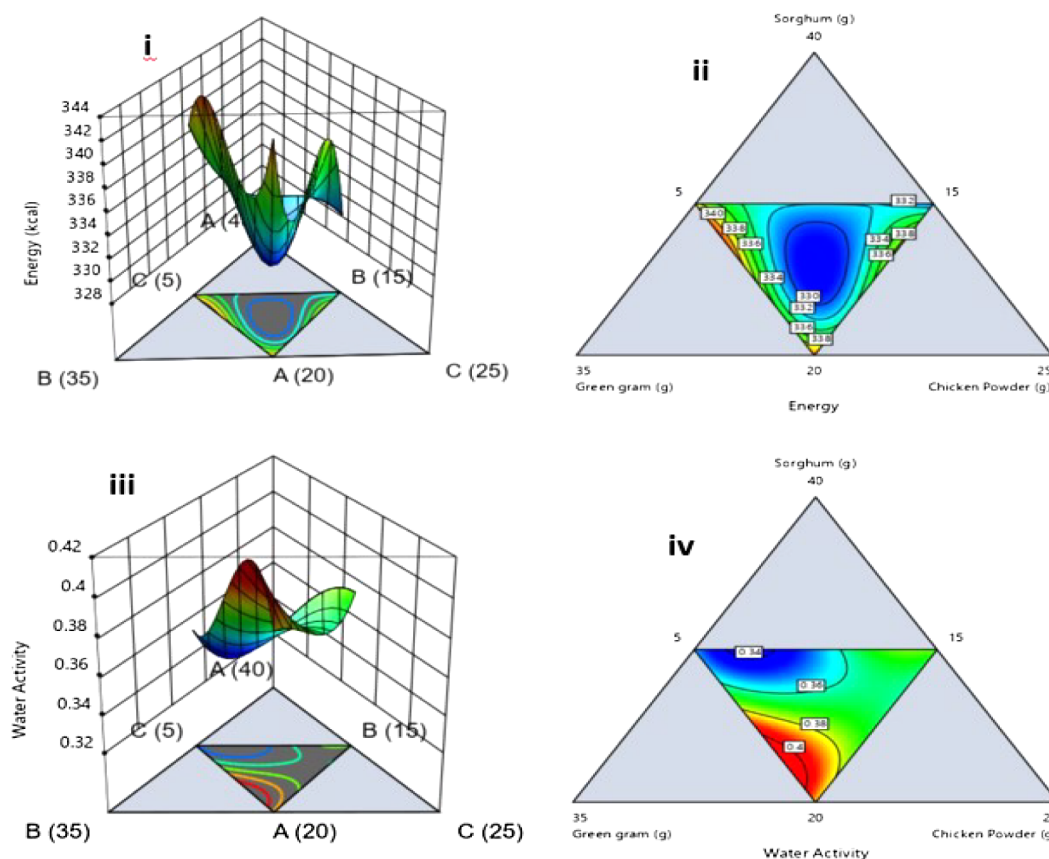 i
344
342
340
338
336
334
332
330
328
Energy (kcal)
A (4
C (5)
B (15)
B (35)
A (20)
C (25)
ii
Sorghum (g)
40
5
15
332
340
338
336
334
334
338
336
330
332
336
338
35
20
25
Green gram (g)
Chicken Powder (g)
Energy
iii
0.42
0.4
0.38
0.36
0.34
0.32
Water Activity
A (40)
C (5)
B (15)
B (35)
A (20)
C (25)
iv
Sorghum (g)
40
5
15
0.34
0.36
0.38
0.4
35
20
2
Green gram (g)
Chicken Powder (g
Water Activity